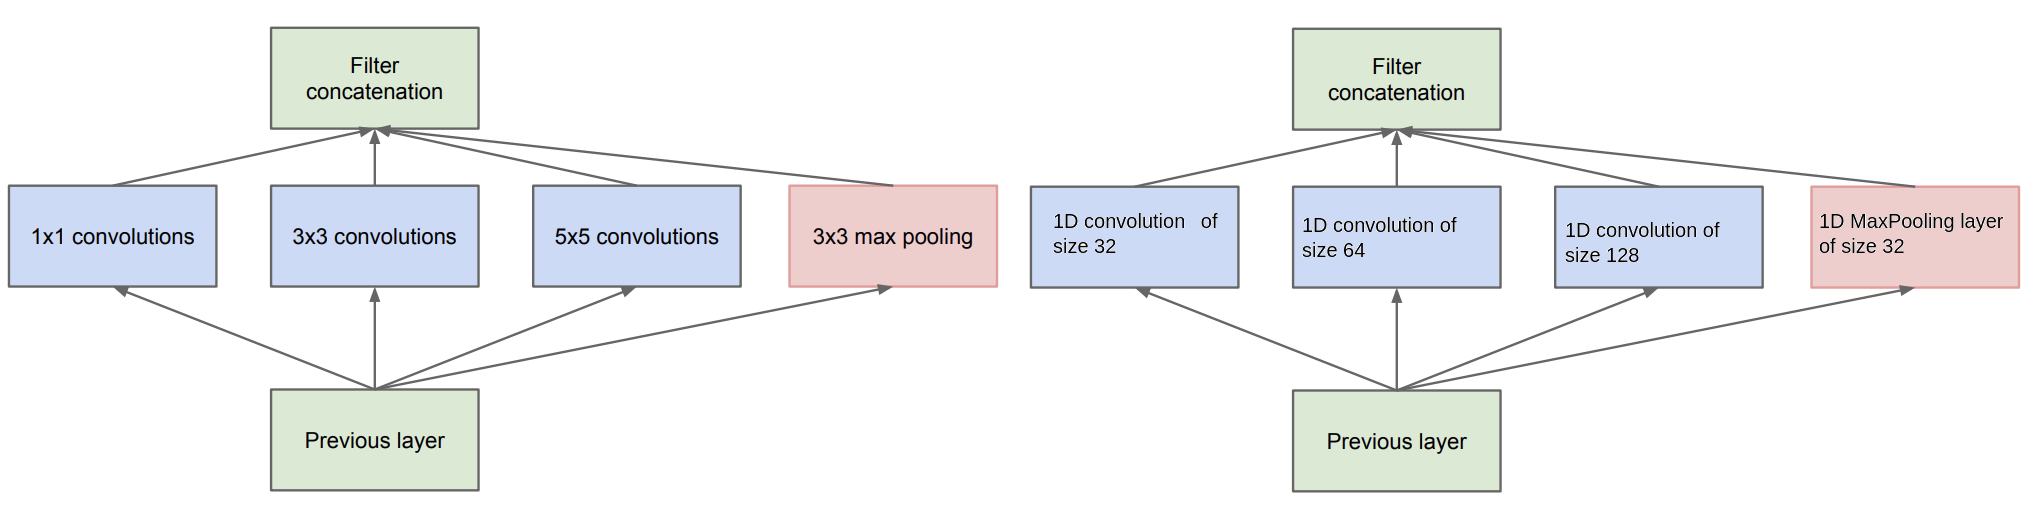 Filter
concatenation
1x1 convolutions
3x3 convolutions
5x5 convolutions
3x3 max pooling
Previous layer
Filter
concatenation
1D convolution of
size 32
1D convolution of
size 64
1D convolution of
size 128
1D MaxPooling layer
of size 32
Previous layer